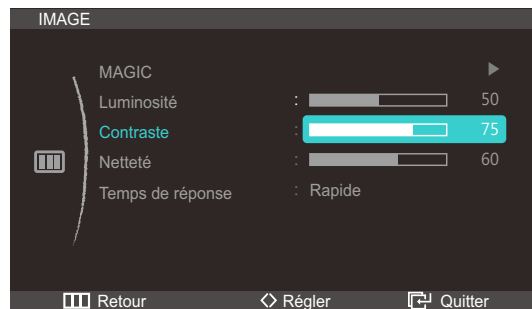 IMAGE
MAGIC
Luminosité : 50
Contraste : 75
Netteté : 60
Temps de réponse : Rapide
Retour Régler Quitter